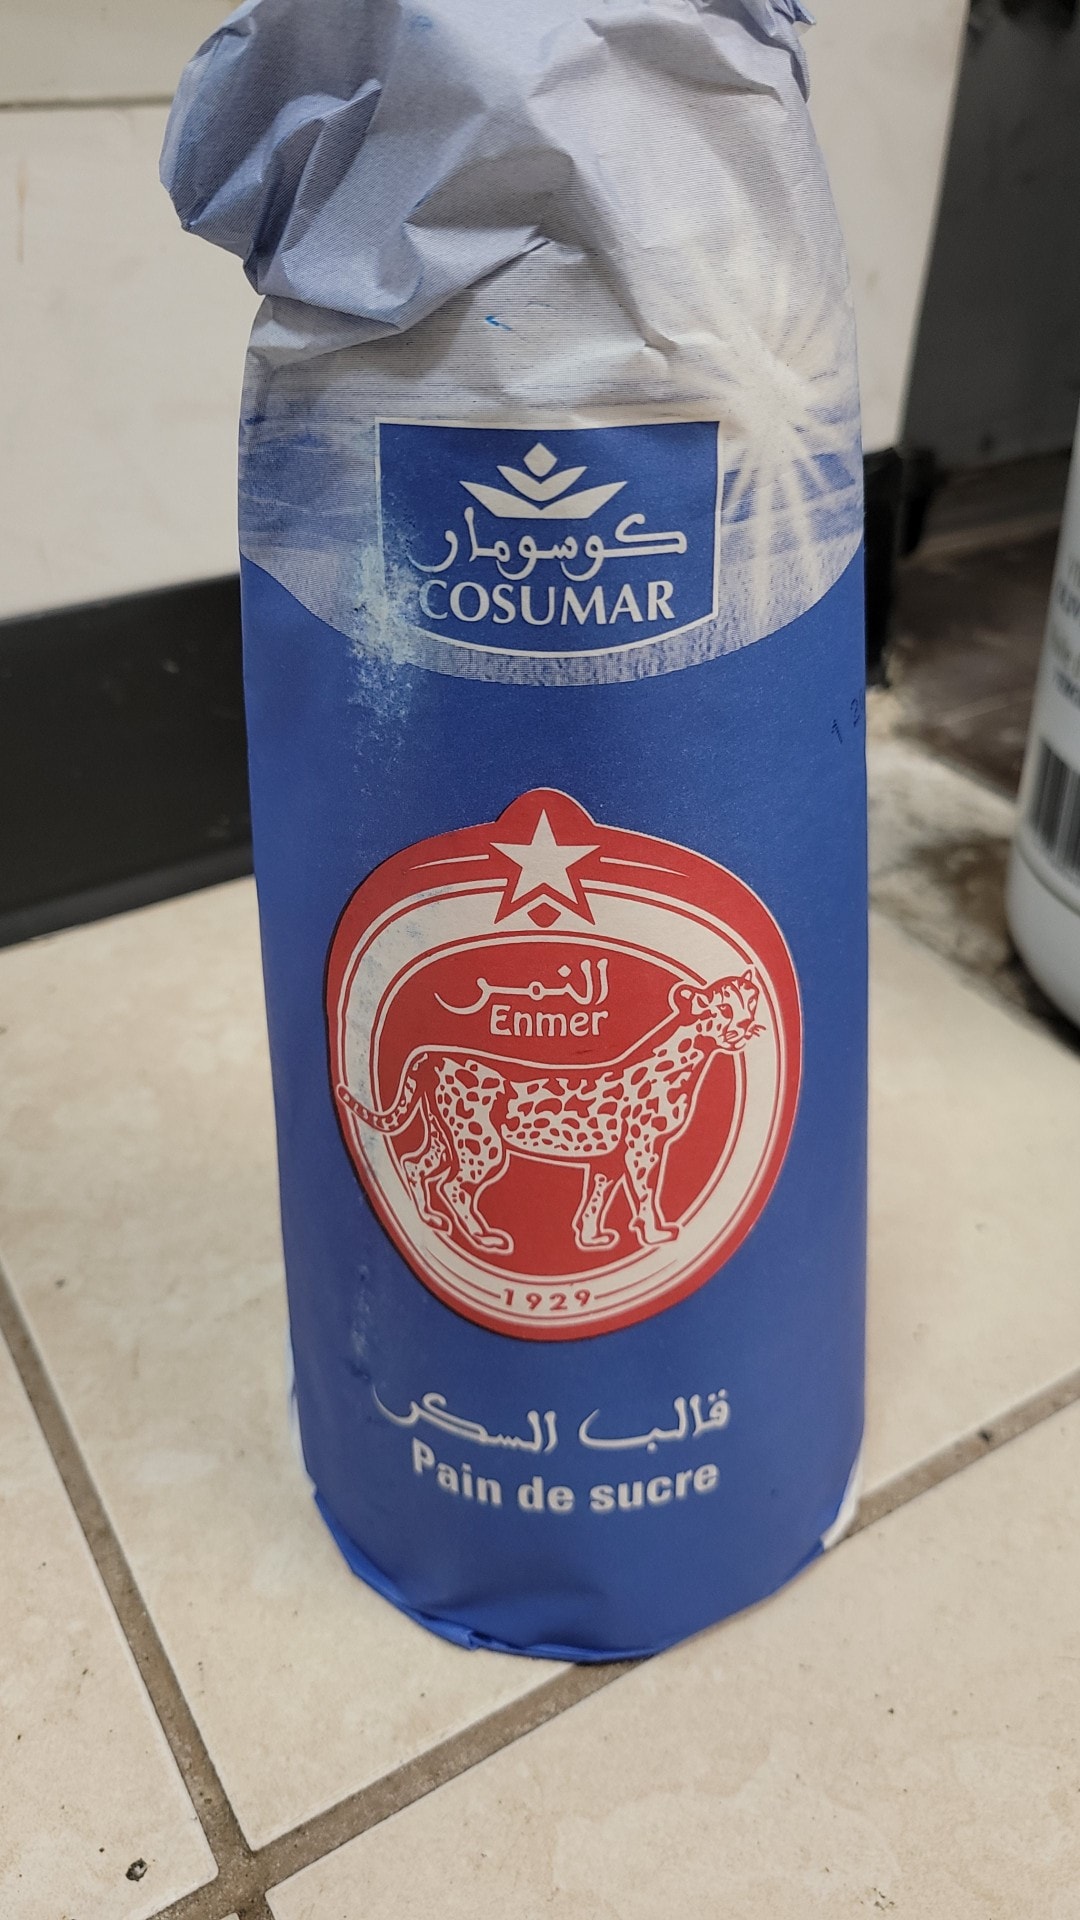 كوسومار
COSUMAR
النمر
Enmer
1929
قالب السكر
Pain de sucre